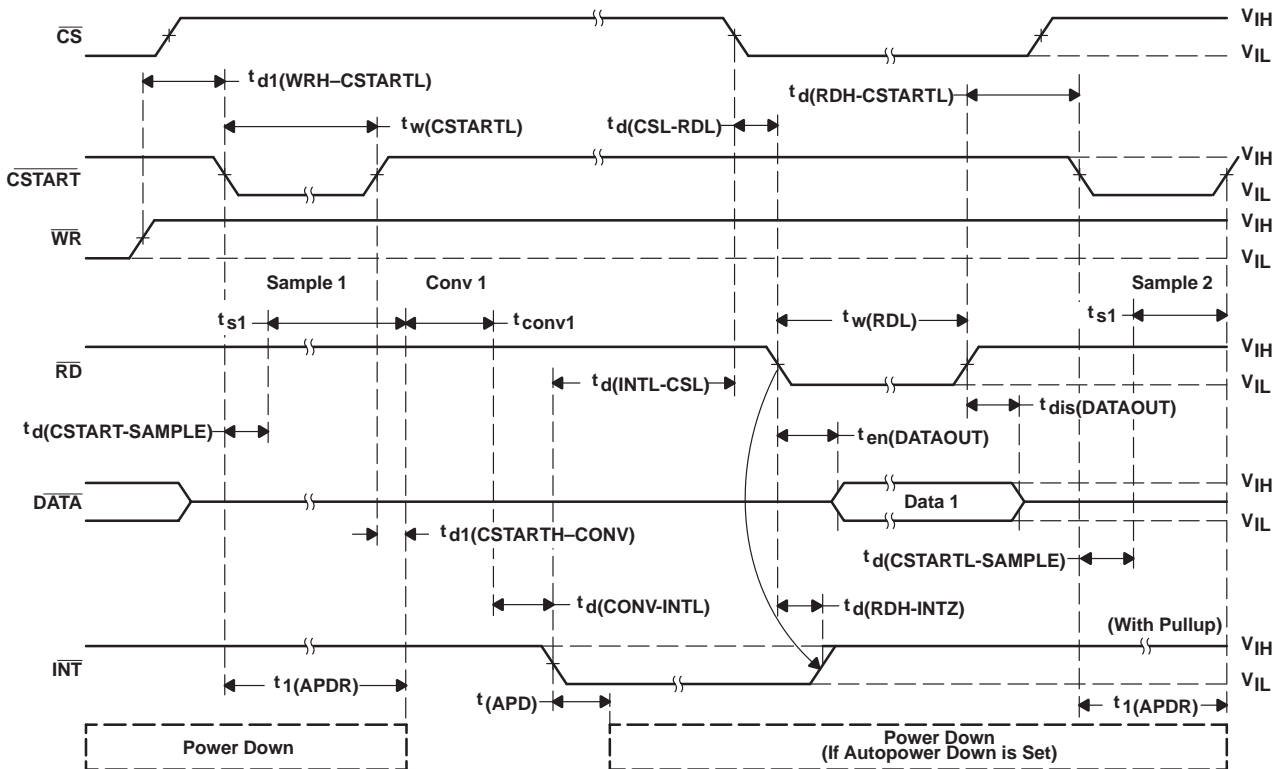 CS
VIH
VIL
td1(WRH–CSTARTL)
td(RDH-CSTARTL)
tw(CSTARTL)
td(CSL-RDL)
CSTART
VIH
VIL
WR
VIH
VIL
Sample 1
Conv 1
Sample 2
ts1
tconv1
tw(RDL)
ts1
RD
VIH
VIL
td(INTL-CSL)
tdis(DATAOUT)
td(CSTART-SAMPLE)
ten(DATAOUT)
DATA
Data 1
VIH
VIL
td1(CSTARTH–CONV)
td(CSTARTL-SAMPLE)
td(CONV-INTL)
td(RDH-INTZ)
(With Pullup)
INT
VIH
VIL
t1(APDR)
t(APD)
t1(APDR)
Power Down
Power Down
(If Autopower Down is Set)